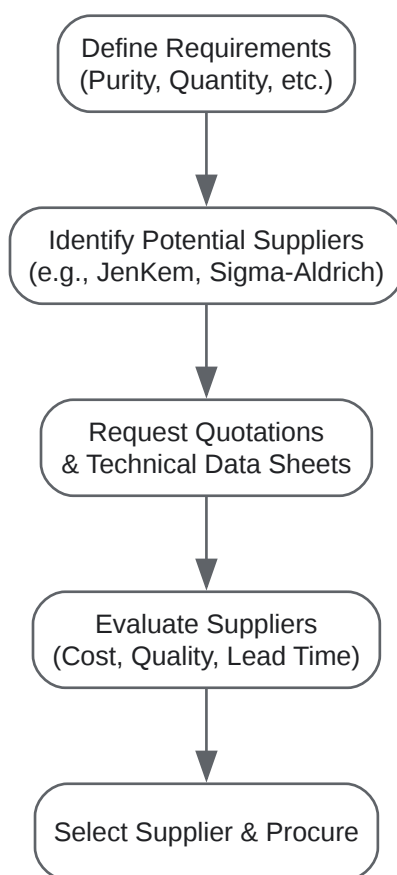 Define Requirements
(Purity, Quantity, etc.)
Identify Potential Suppliers
(e.g., JenKem, Sigma-Aldrich)
Request Quotations
& Technical Data Sheets
Evaluate Suppliers
(Cost, Quality, Lead Time)
Select Supplier & Procure